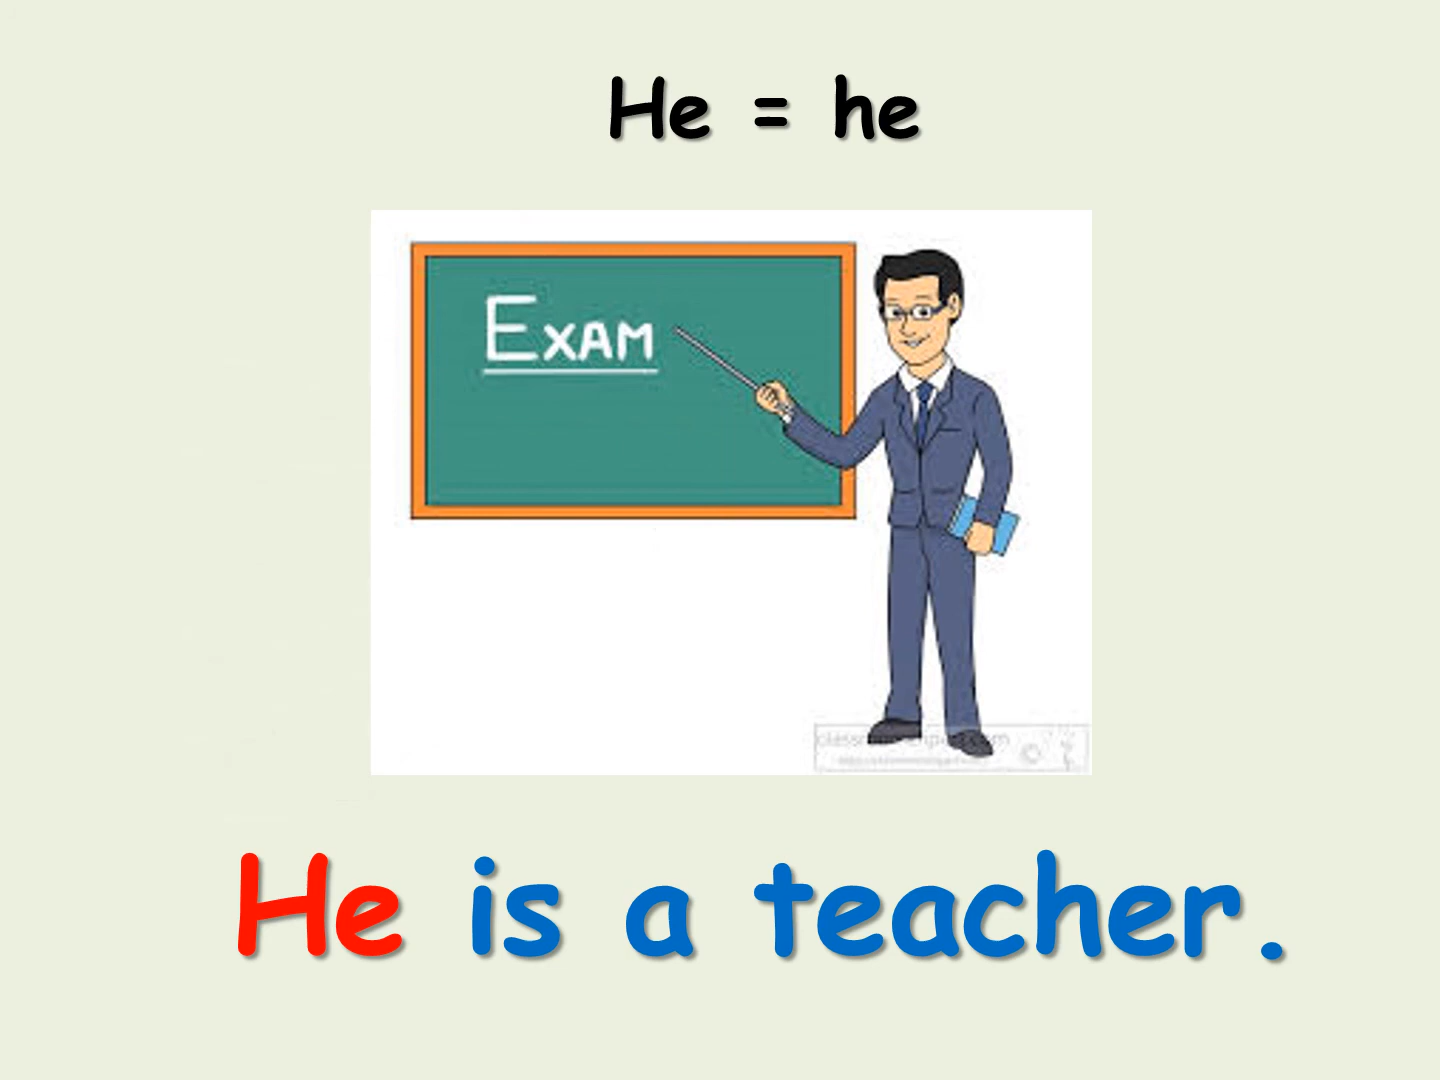 He = he
Exam
He is a teacher.